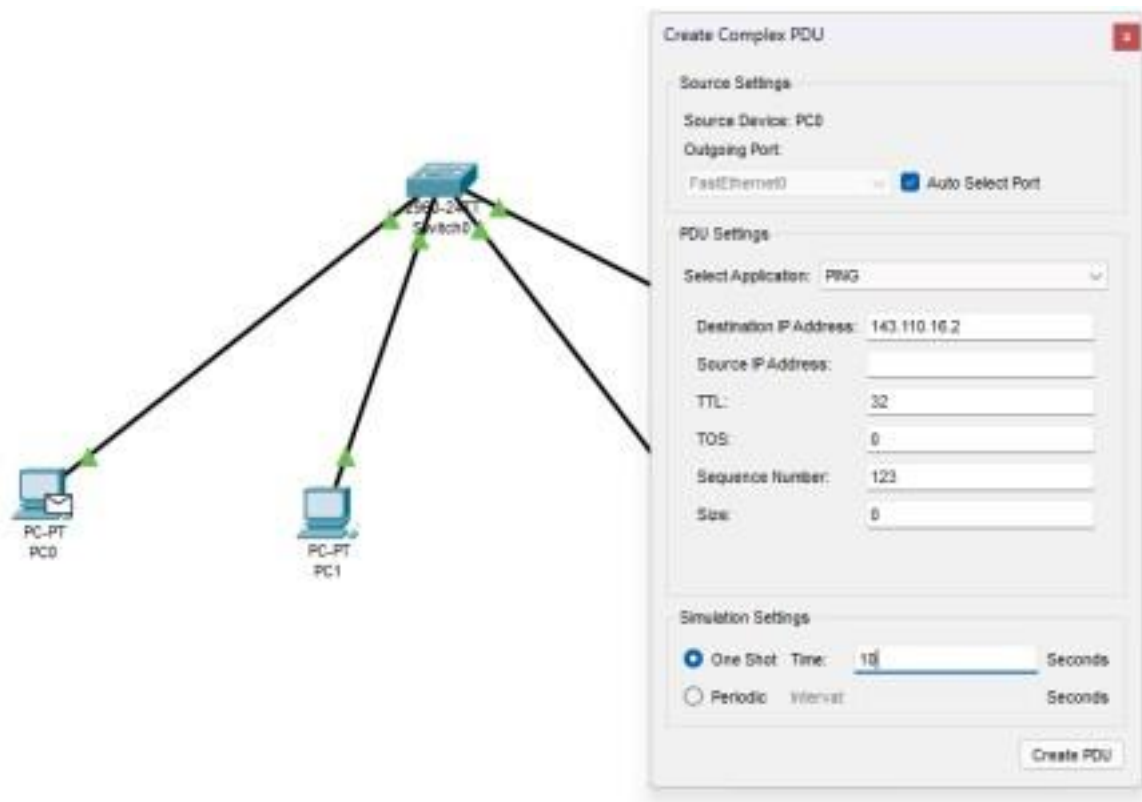 Create Complex PDU
x
Source Settings
Source Device: PC0
Outgoing Port:
FastEthernet0
Auto Select Port
PDU Settings
Select Application: PING
Destination IP Address: 143.110.16.2
Source IP Address:
TTL: 32
TOS: 0
Sequence Number: 123
Size: 0
Simulation Settings
One Shot Time: 10 Seconds
Periodic Interval: Seconds
Create PDU
Switch0
PC-PT
PC0
PC-PT
PC1